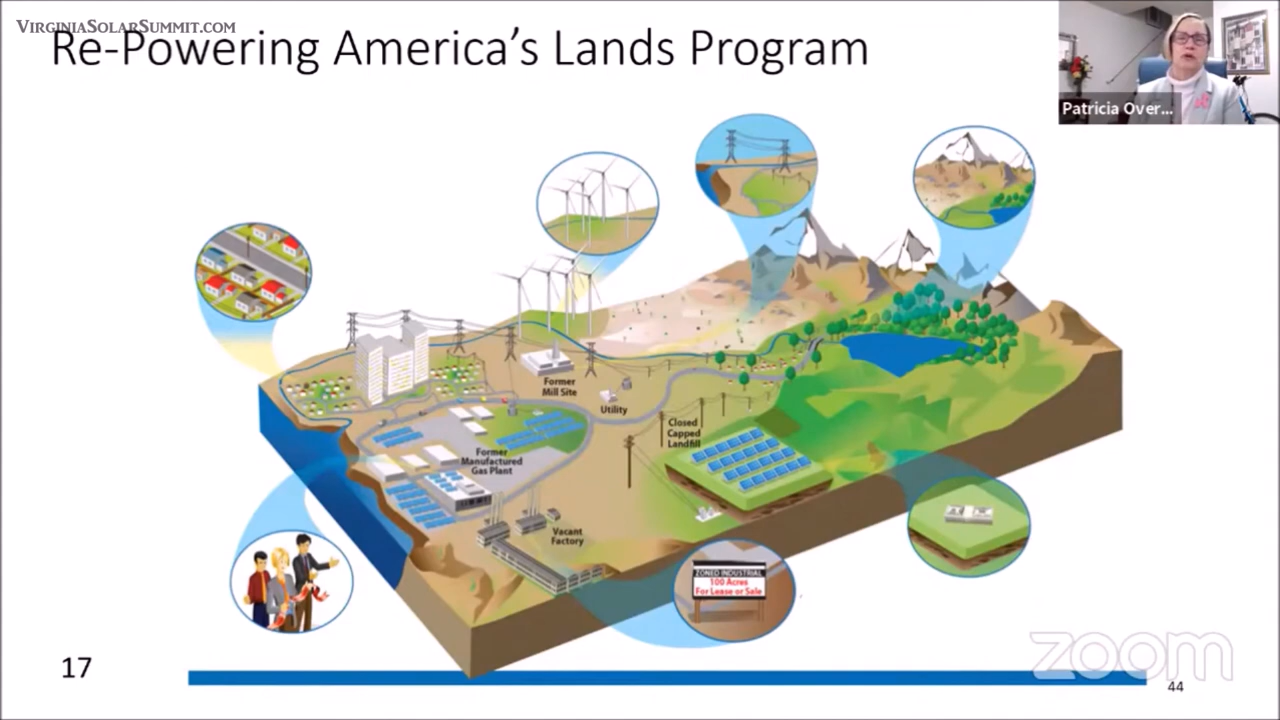 VIRGINIASOLARSUMMIT.COM
Re-Powering America's Lands Program
Patricia Over...
Former
Mill Site
Utility
Closed
Capped
Landfill
Former
Manufactured
Gas Plant
Vacant
Factory
ZONED INDUSTRIAL
100 Acres
For Lease or Sale
17
zoom
44